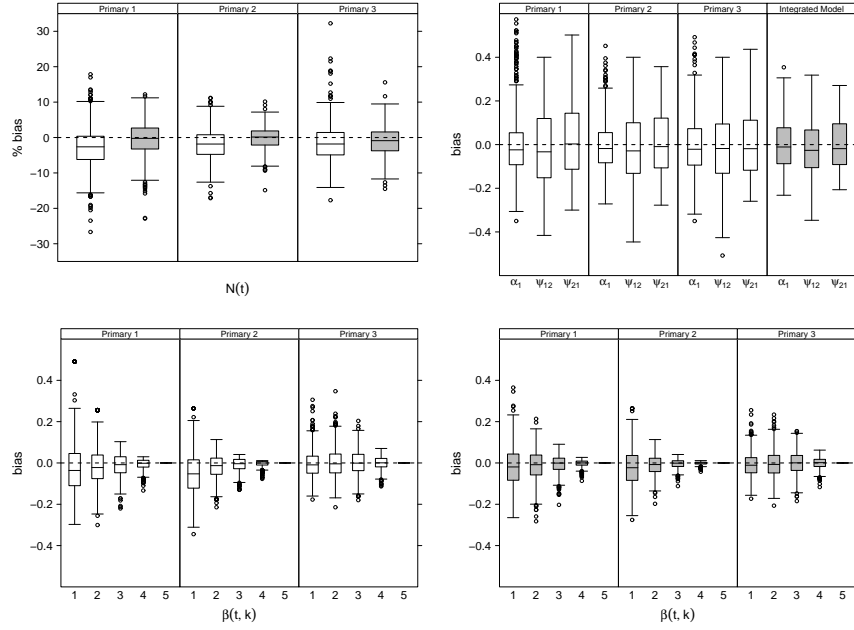 Primary 1 Primary 2 Primary 3
30
20
10
0
−10
−20
−30
% bias
N(t)
Primary 1 Primary 2 Primary 3 Integrated Model
0.4
0.2
0.0
−0.2
−0.4
bias
α1 ψ12 ψ21 α1 ψ12 ψ21 α1 ψ12 ψ21 α1 ψ12 ψ21
Primary 1 Primary 2 Primary 3
0.4
0.2
0.0
−0.2
−0.4
bias
1 2 3 4 5 1 2 3 4 5 1 2 3 4 5
β(t, k)
Primary 1 Primary 2 Primary 3
0.4
0.2
0.0
−0.2
−0.4
bias
1 2 3 4 5 1 2 3 4 5 1 2 3 4 5
β(t, k)